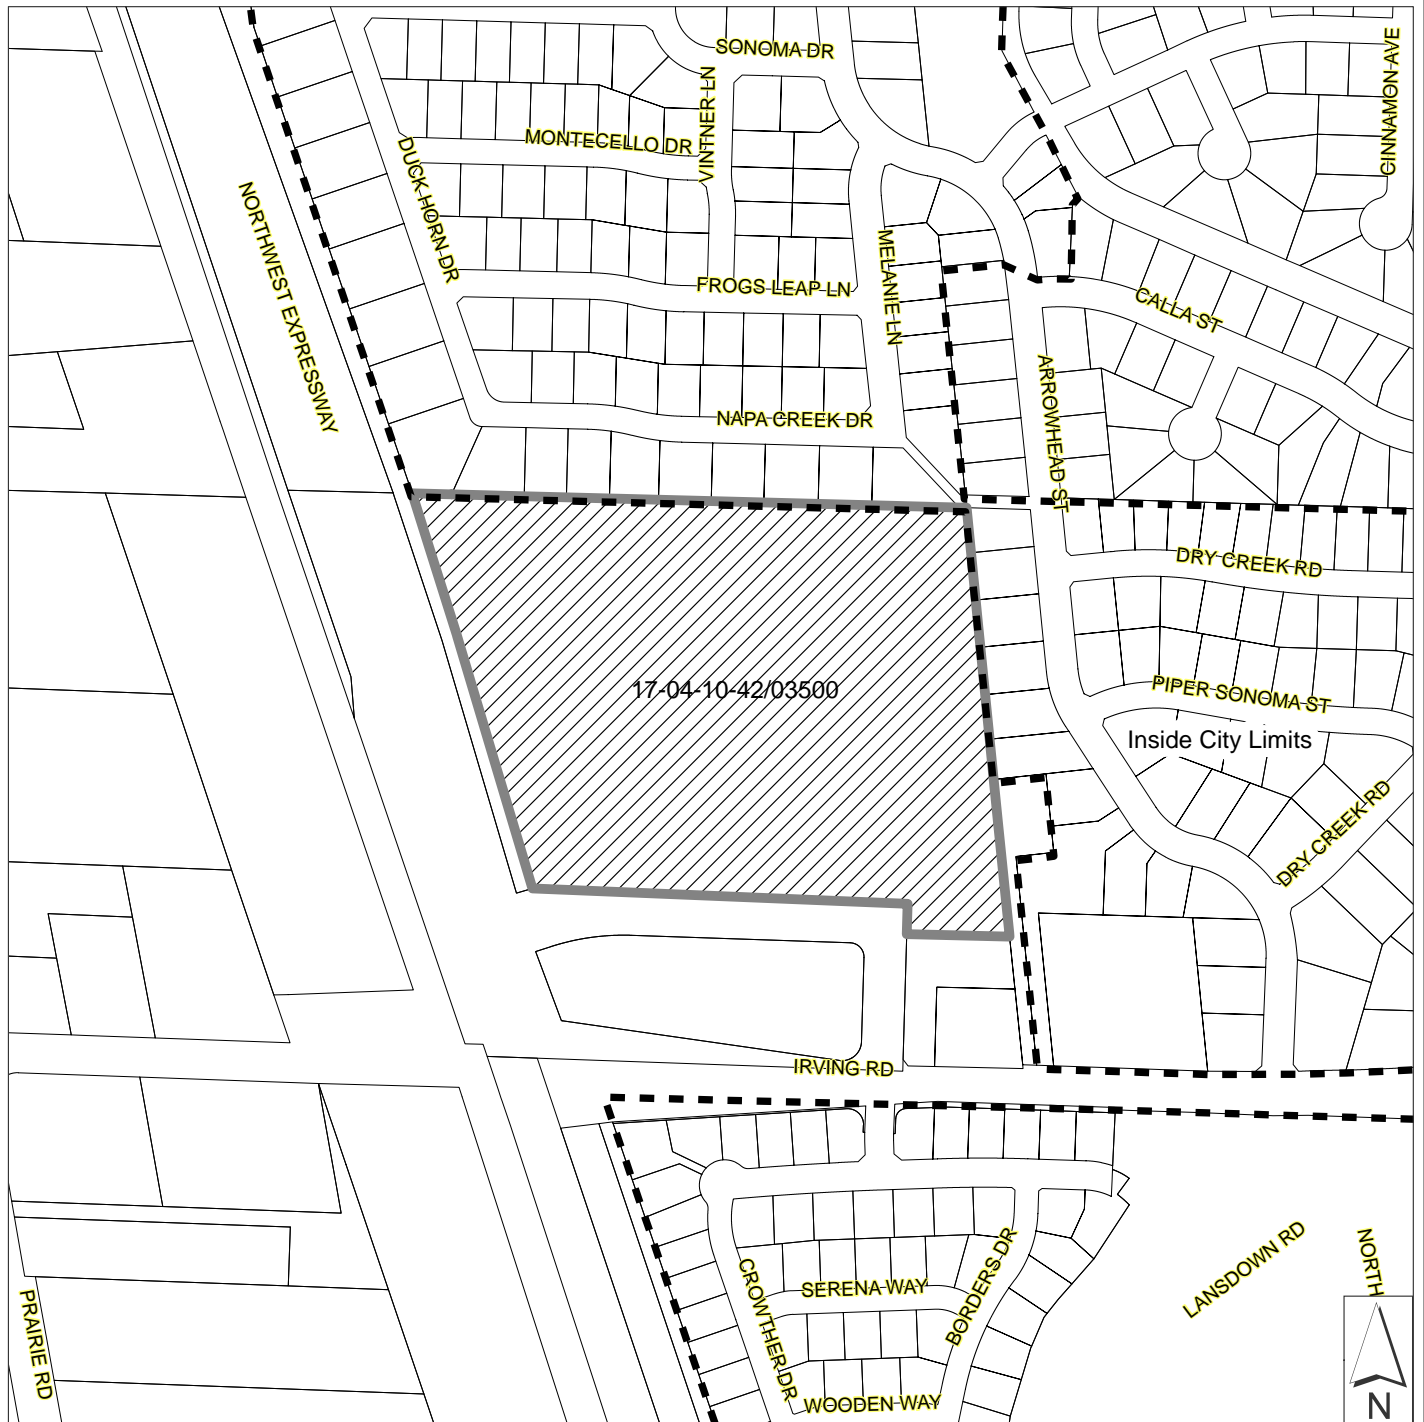 SONOMA DR
CINNAMON AVE
VINTNER LN
MONTECELLO DR
DUCK HORN DR
NORTHWEST EXPRESSWAY
MELANIE LN
FROGS LEAP LN
CALLA ST
ARROWHEAD ST
NAPA CREEK DR
DRY CREEK RD
17-04-10-42/03500
PIPER SONOMA ST
Inside City Limits
DRY CREEK RD
IRVING RD
LANSDOWN RD
NORTH
CROWTHER DR
SERENA WAY
BORDERS DR
PRAIRIE RD
WOODEN WAY
N